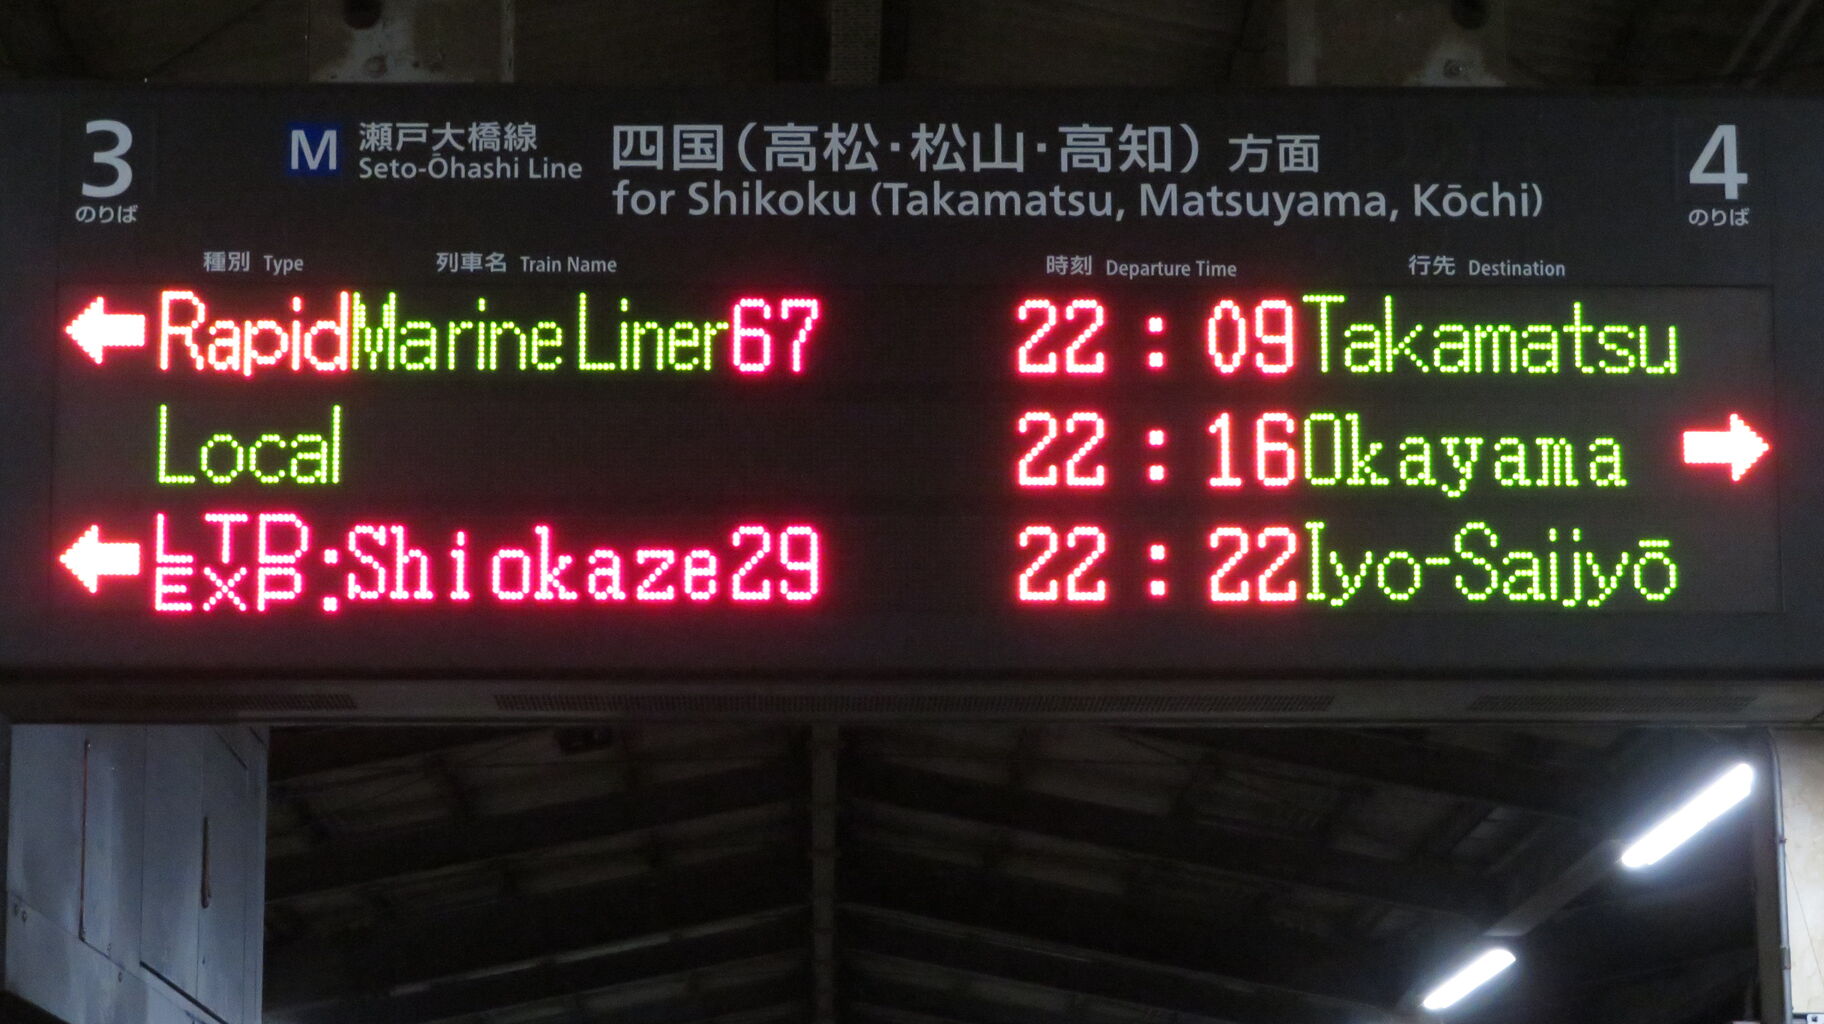 3
のりば
M 瀬戸大橋線
Seto-Ōhashi Line
四国(高松・松山・高知) 方面
for Shikoku (Takamatsu, Matsuyama, Kōchi)
4
のりば
種別 Type 列車名 Train Name 時刻 Departure Time 行先 Destination
← Rapid Marine Liner 67 22:09 Takamatsu
Local 22:16 Okayama →
← LTD EXP: Shiokaze 29 22:22 Iyo-Saijyō